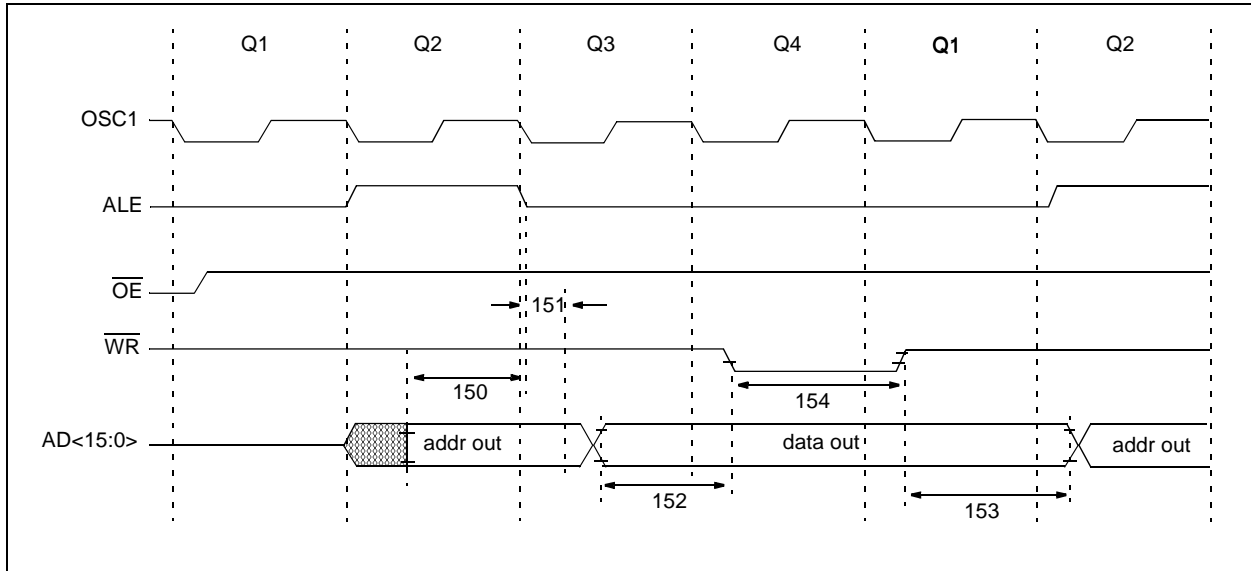 Q1 Q2 Q3 Q4 Q1 Q2
OSC1
ALE
OE
151
WR
150
154
AD<15:0>
addr out
data out
addr out
152
153